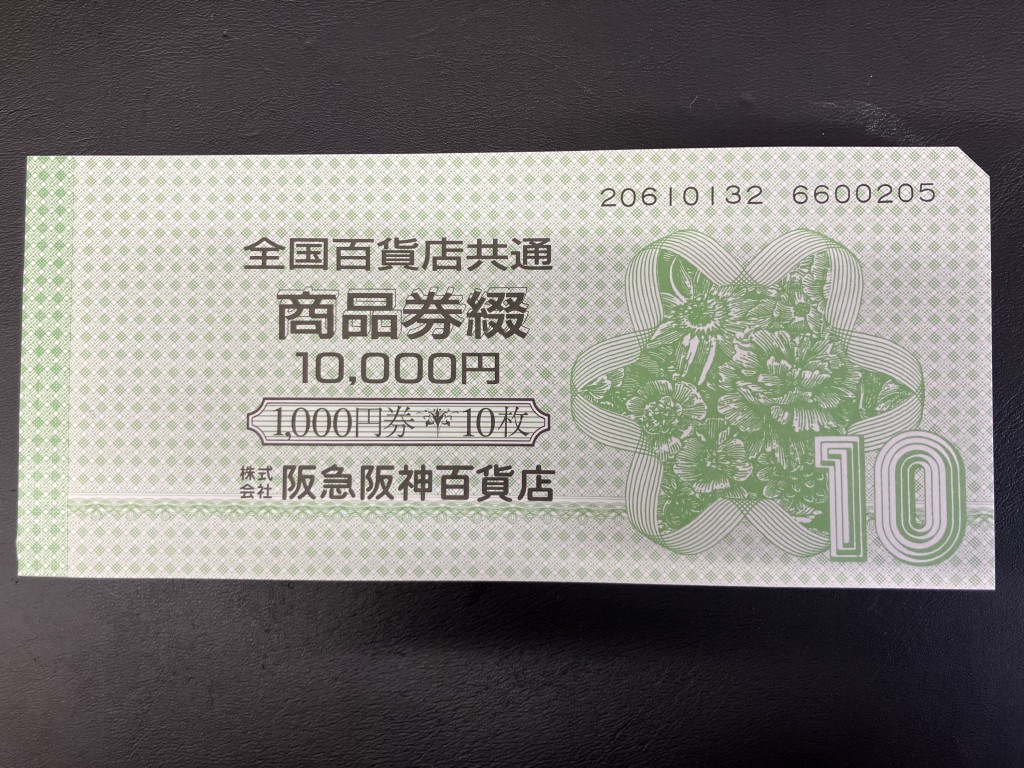 20610132 6600205
全国百貨店共通
商品券綴
10,000円
1,000円券 10枚
株式会社 阪急阪神百貨店
10